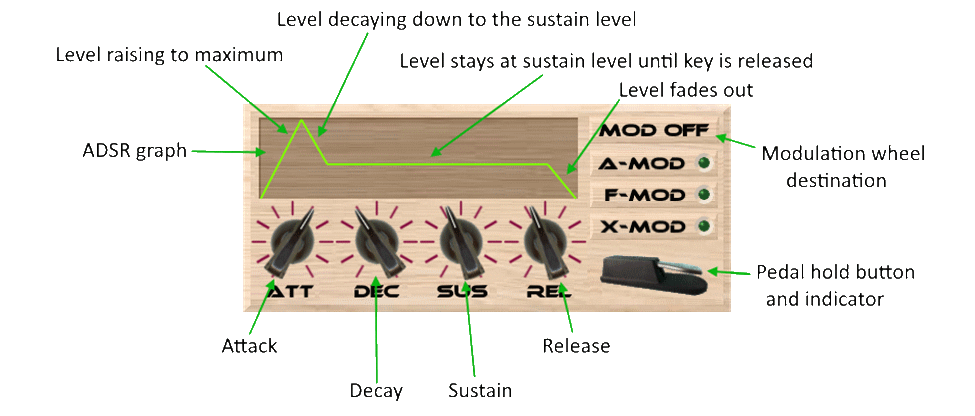 Level decaying down to the sustain level
Level raising to maximum
Level stays at sustain level until key is released
Level fades out
ADSR graph
MOD OFF
A-MOD
F-MOD
X-MOD
Modulation wheel
destination
ATT DEC SUS REL
Pedal hold button
and indicator
Attack
Release
Decay
Sustain